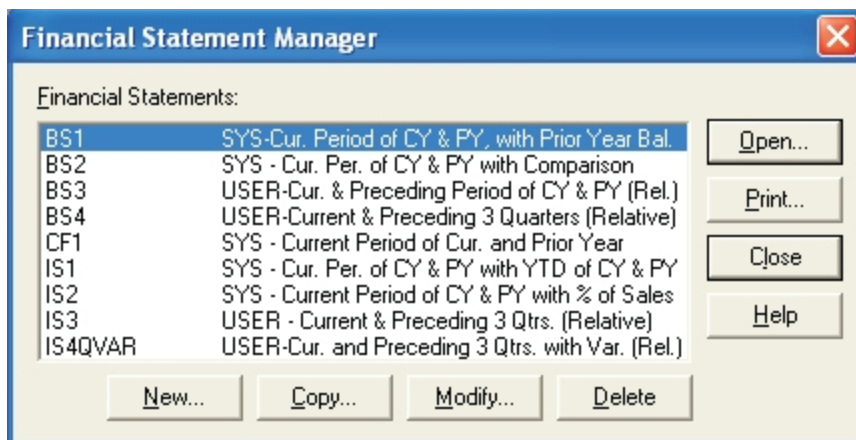 Financial Statement Manager
Financial Statements:
BS1 SYS-Cur. Period of CY & PY, with Prior Year Bal.
BS2 SYS - Cur. Per. of CY & PY with Comparison
BS3 USER-Cur. & Preceding Period of CY & PY (Rel.)
BS4 USER-Current & Preceding 3 Quarters (Relative)
CF1 SYS - Current Period of Cur. and Prior Year
IS1 SYS - Cur. Per. of CY & PY with YTD of CY & PY
IS2 SYS - Current Period of CY & PY with % of Sales
IS3 USER - Current & Preceding 3 Qtrs. (Relative)
IS4QVAR USER-Cur. and Preceding 3 Qtrs. with Var. (Rel.)
Open...
Print...
Close
Help
New... Copy... Modify... Delete